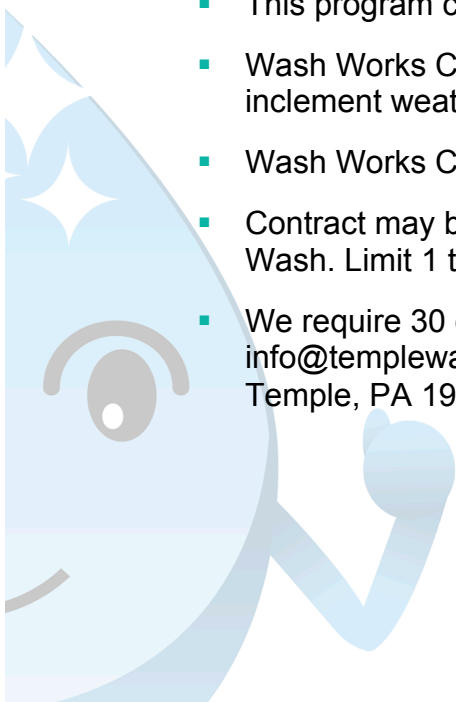 This program c
Wash Works C
inclement weat
Wash Works C
Contract may b
Wash. Limit 1 t
We require 30
info@templewa
Temple, PA 19